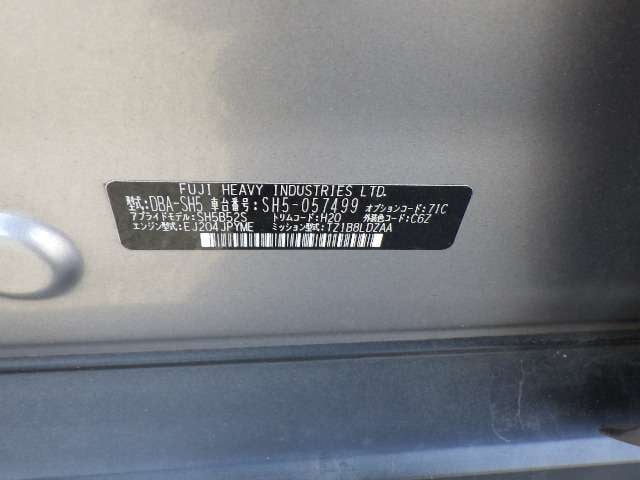 FUJI HEAVY INDUSTRIES LTD.
型式:DBA-SH5 車台番号:SH5-057499 オプションコード:71C
アプライドモデル:SH5B52S トリムコード:H20 外装色コード:C6Z
エンジン型式:EJ204JPYME ミッション型式:TZ1B8LDZAA